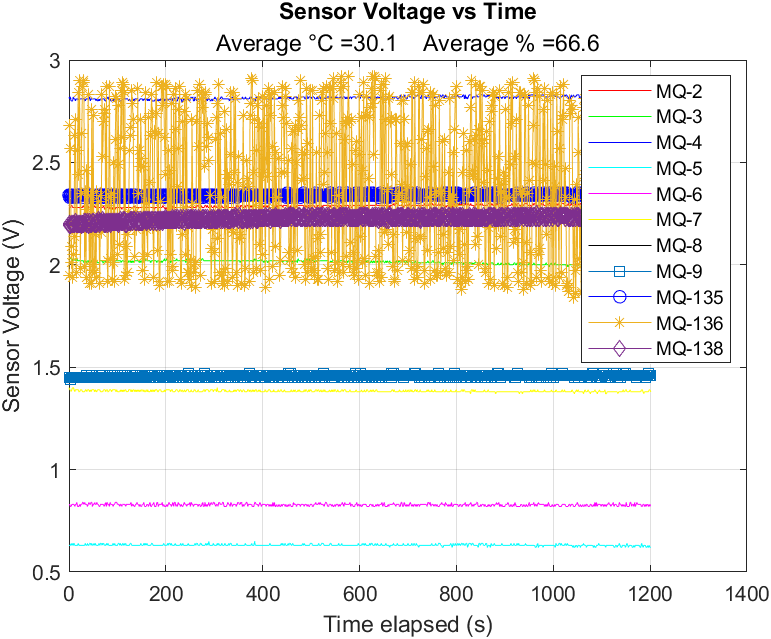 Sensor Voltage vs Time
Average °C =30.1 Average % =66.6
3
2.5
2
1.5
1
0.5
Sensor Voltage (V)
MQ-2
MQ-3
MQ-4
MQ-5
MQ-6
MQ-7
MQ-8
MQ-9
MQ-135
MQ-136
MQ-138
0 200 400 600 800 1000 1200 1400
Time elapsed (s)